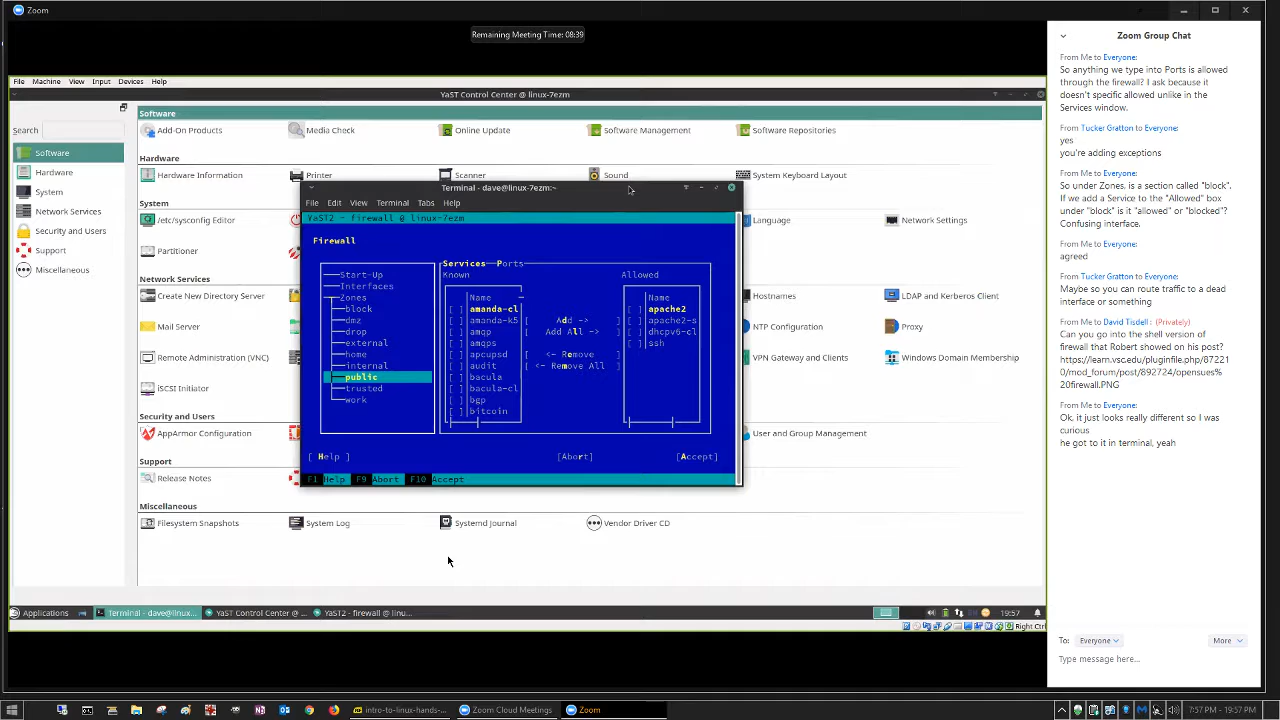 Zoom
Remaining Meeting Time: 08:39
File Machine View Input Devices Help
YaST Control Center @ linux-7ezm
Search
Software
Hardware
System
Network Services
Security and Users
Support
Miscellaneous
Software
Add-On Products Media Check Online Update Software Management Software Repositories
Hardware
Hardware Information Printer Scanner Sound System Keyboard Layout
System
/etc/sysconfig Editor Language Network Settings
Partitioner
Network Services
Create New Directory Server Hostnames LDAP and Kerberos Client
Mail Server NTP Configuration Proxy
Remote Administration (VNC) VPN Gateway and Clients Windows Domain Membership
iSCSI Initiator
Security and Users
AppArmor Configuration User and Group Management
Support
Release Notes
Miscellaneous
Filesystem Snapshots System Log Systemd Journal Vendor Driver CD
Terminal - dave@linux-7ezm:~
File Edit View Terminal Tabs Help
YaST2 - firewall @ linux-7ezm
Firewall
Start-Up
Interfaces
Zones
block
dmz
drop
external
home
internal
public
trusted
work
Services Ports
Known
Name
[ ] amanda-cl
[ ] amanda-k5
[ ] amqp
[ ] amqps
[ ] apcupsd
[ ] audit
[ ] bacula
[ ] bacula-cl
[ ] bgp
[ ] bitcoin
[ Add -> ]
[ Add All -> ]
[ <- Remove ]
[ <- Remove All ]
Allowed
Name
[ ] apache2
[ ] apache2-s
[ ] dhcpv6-cl
[ ] ssh
[ Help ] [Abort] [Accept]
F1 Help F9 Abort F10 Accept
Applications Terminal - dave@linux... YaST Control Center @ ... YaST2 - firewall @ linu... 19:57
Right Ctrl
Zoom Group Chat
From Me to Everyone:
So anything we type into Ports is allowed
through the firewall? I ask because it
doesn't specific allowed unlike in the
Services window.
From Tucker Gratton to Everyone:
yes
you're adding exceptions
From Me to Everyone:
So under Zones, is a section called "block".
If we add a Service to the "Allowed" box
under "block" is it "allowed" or "blocked"?
Confusing interface.
From Me to Everyone:
agreed
From Tucker Gratton to Everyone:
Maybe so you can route traffic to a dead
interface or something
From David Tisdell to Everyone: (Privately)
Can you go into the shell version of
firewall that Robert showed on his post?
https://learn.vsc.edu/pluginfile.php/87221
0/mod_forum/post/892724/opensues%
20firewall.PNG
From Me to Everyone:
Ok. it just looks really different so I was
curious
he got to it in terminal, yeah
To: Everyone More
Type message here...
intro-to-linux-hands-... Zoom Cloud Meetings Zoom 7:57 PM - 19:57 PM